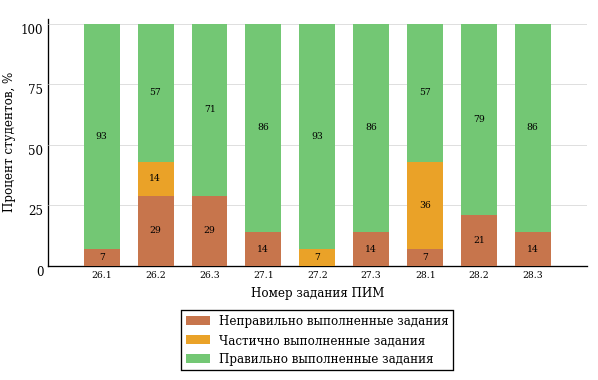 Процент студентов, %
100
75
50
25
0
93 57 71 86 93 86 57 79 86
14 7 36
7 29 29 14 14 7 21 14
26.1 26.2 26.3 27.1 27.2 27.3 28.1 28.2 28.3
Номер задания ПИМ
Неправильно выполненные задания
Частично выполненные задания
Правильно выполненные задания